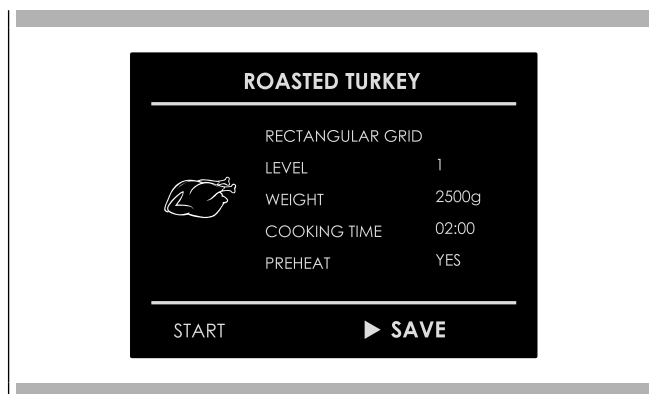 ROASTED TURKEY
RECTANGULAR GRID
LEVEL 1
WEIGHT 2500g
COOKING TIME 02:00
PREHEAT YES
START ▶ SAVE